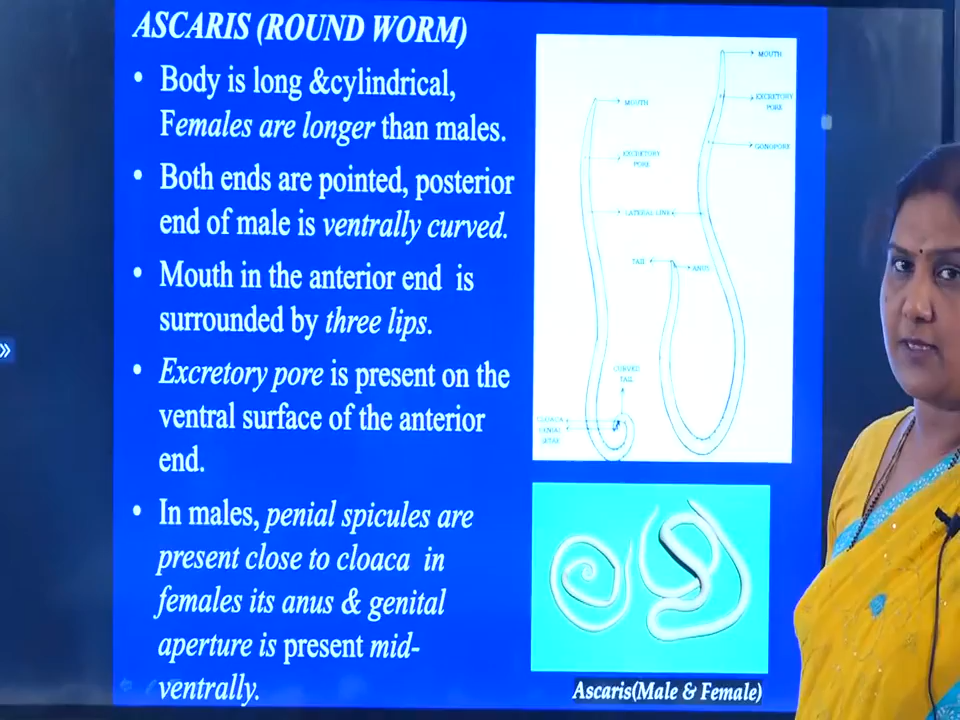 ASCARIS (ROUND WORM)
• Body is long &cylindrical,
Females are longer than males.
• Both ends are pointed, posterior
end of male is ventrally curved.
• Mouth in the anterior end is
surrounded by three lips.
• Excretory pore is present on the
ventral surface of the anterior
end.
• In males, penial spicules are
present close to cloaca in
females its anus & genital
aperture is present mid-
ventrally.
MOUTH
EXCRETORY
PORE
GONOPORE
MOUTH
EXCRETORY
PORE
LATERAL LINE
TAIL
ANUS
CURVED
TAIL
Ascaris(Male & Female)
»